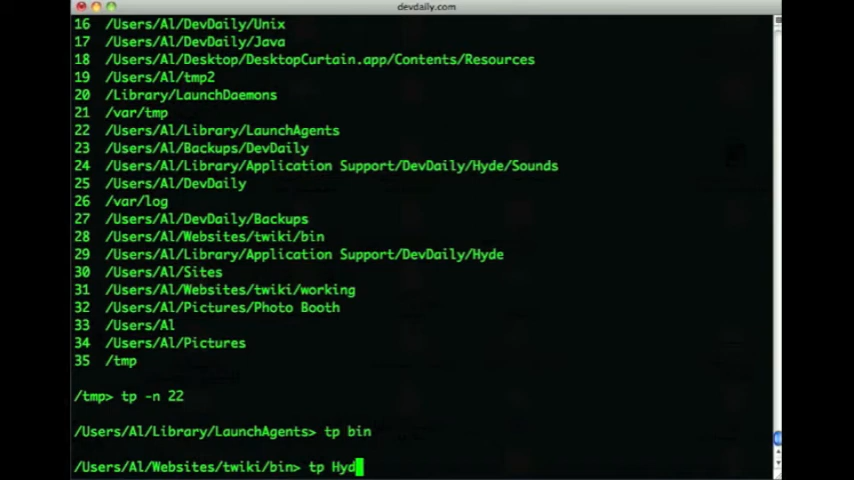 devdaily.com
16 /Users/Al/DevDaily/Unix
17 /Users/Al/DevDaily/Java
18 /Users/Al/Desktop/DesktopCurtain.app/Contents/Resources
19 /Users/Al/tmp2
20 /Library/LaunchDaemons
21 /var/tmp
22 /Users/Al/Library/LaunchAgents
23 /Users/Al/Backups/DevDaily
24 /Users/Al/Library/Application Support/DevDaily/Hyde/Sounds
25 /Users/Al/DevDaily
26 /var/log
27 /Users/Al/DevDaily/Backups
28 /Users/Al/Websites/twiki/bin
29 /Users/Al/Library/Application Support/DevDaily/Hyde
30 /Users/Al/Sites
31 /Users/Al/Websites/twiki/working
32 /Users/Al/Pictures/Photo Booth
33 /Users/Al
34 /Users/Al/Pictures
35 /tmp
/tmp> tp -n 22
/Users/Al/Library/LaunchAgents> tp bin
/Users/Al/Websites/twiki/bin> tp Hyd